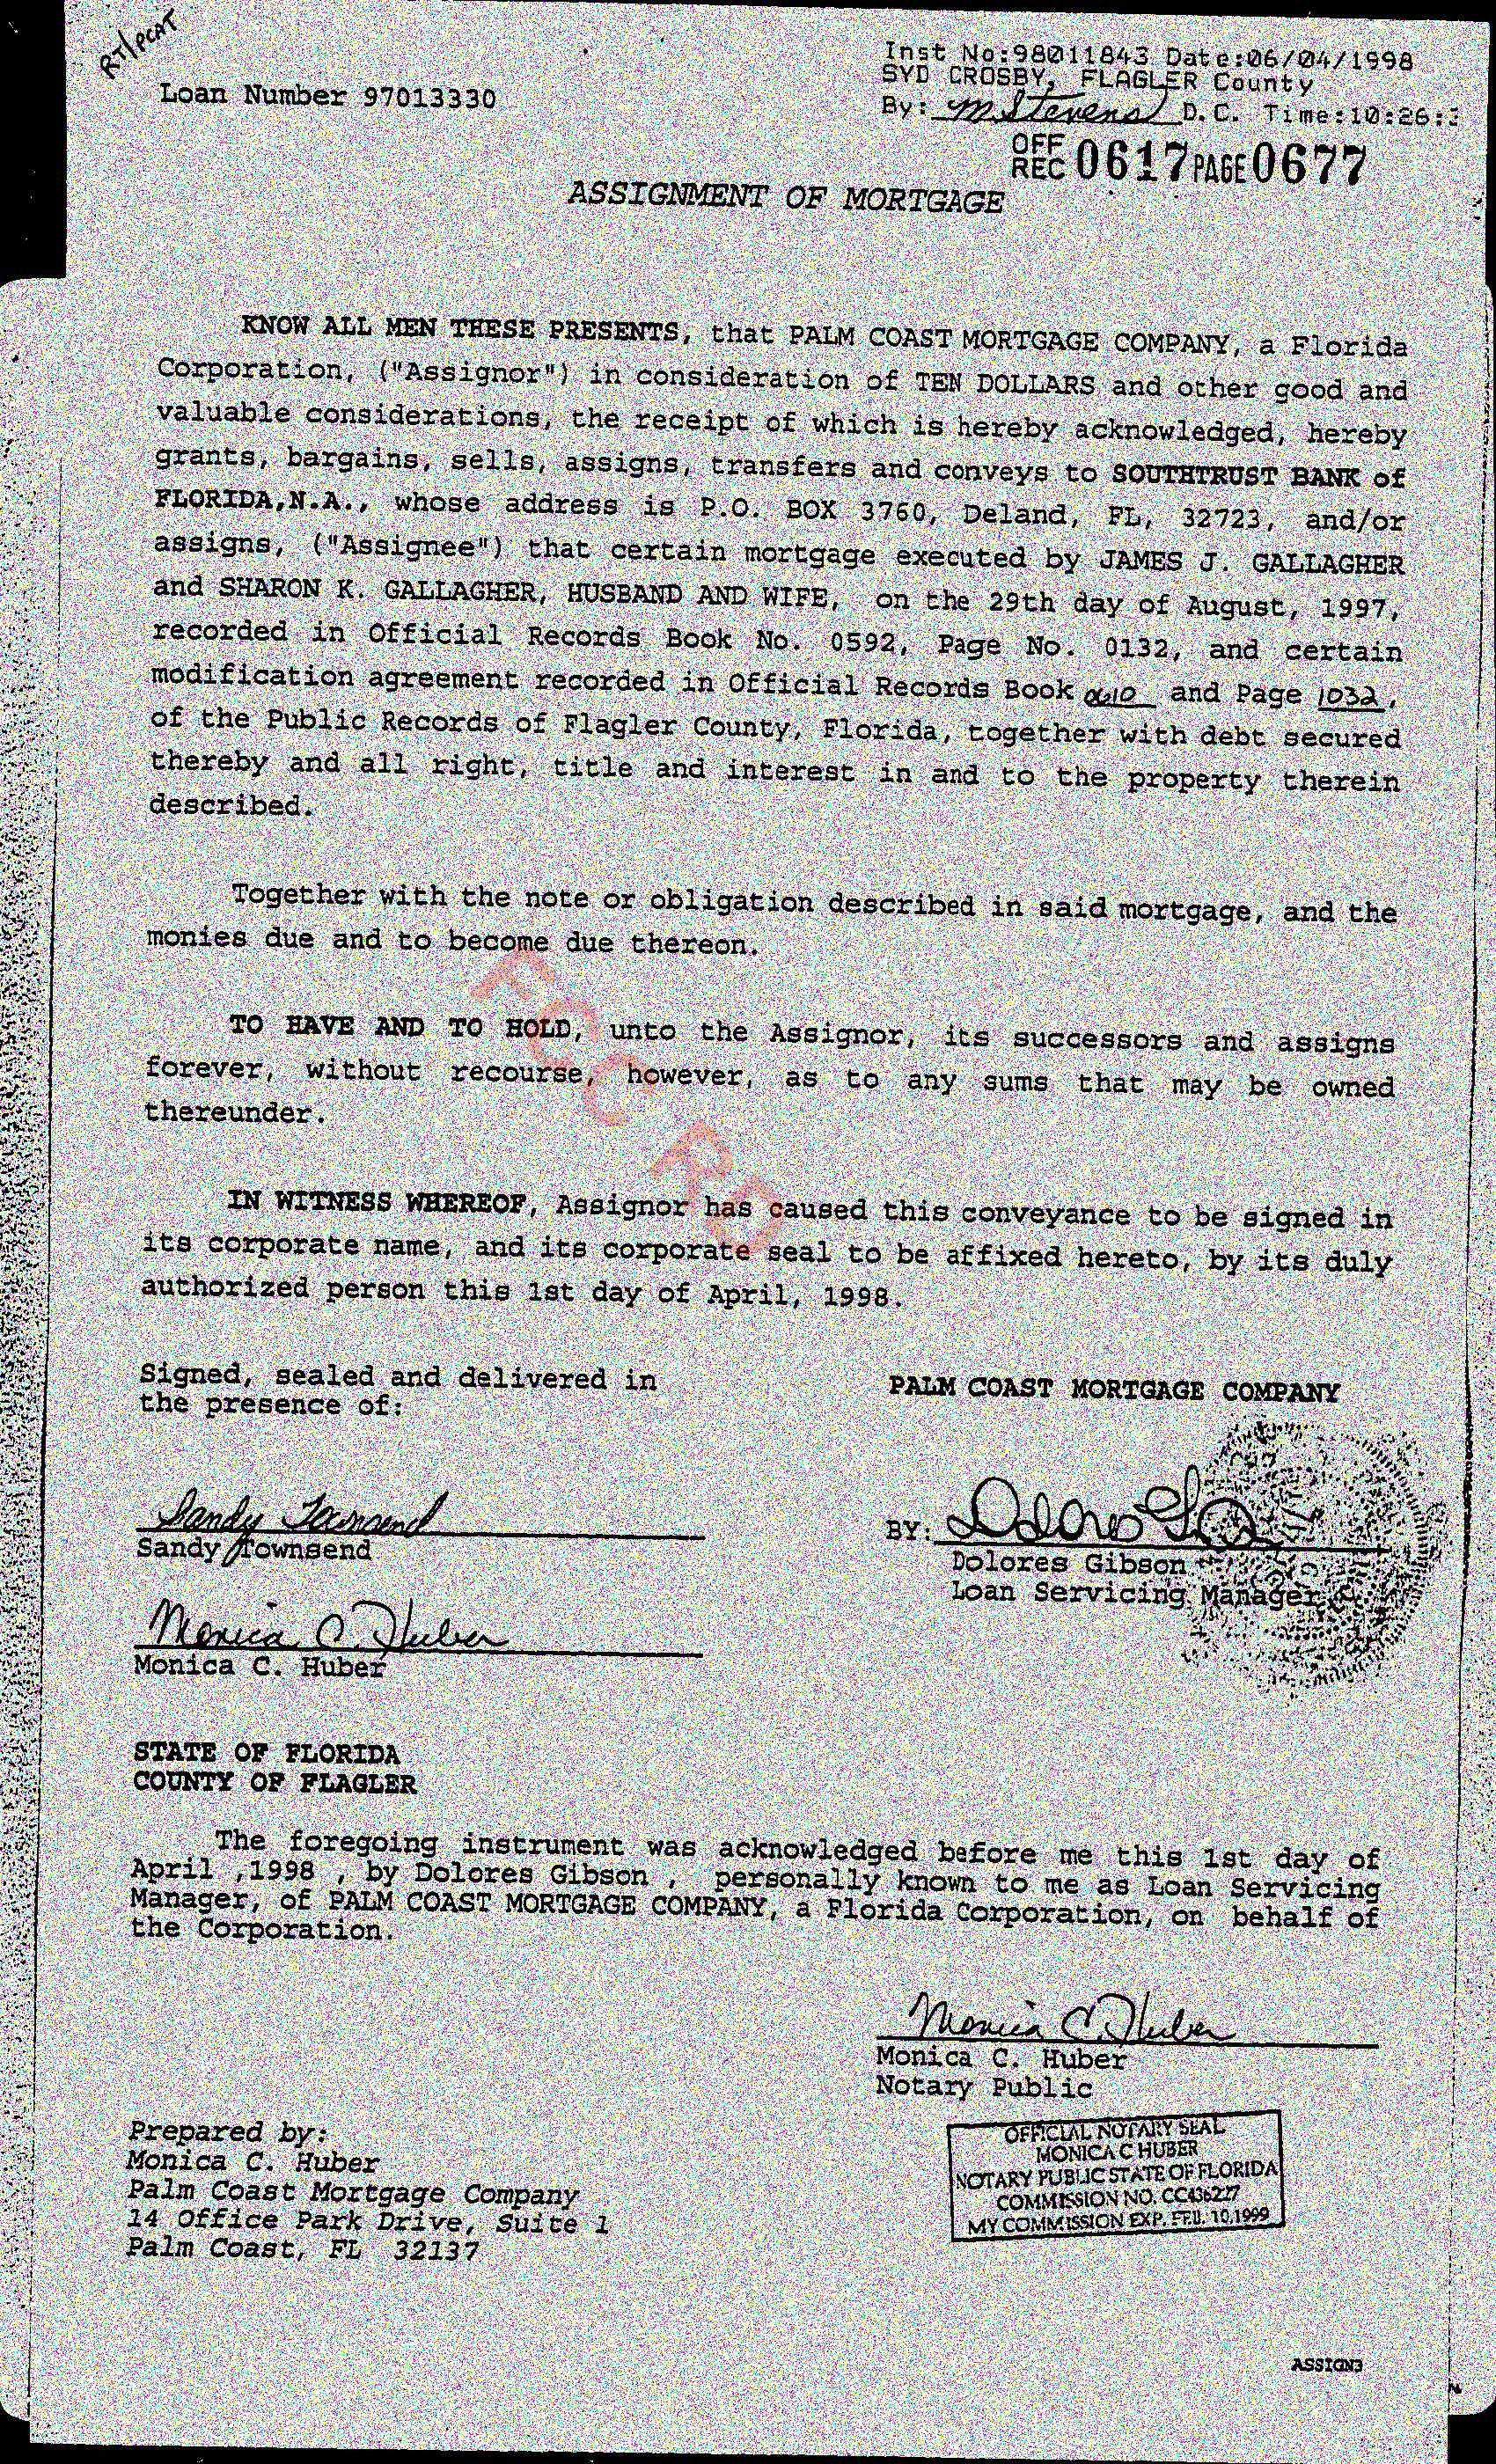 RT/PCAT
Inst No:98011843 Date:06/04/1998
SYD CROSBY, FLAGLER County
By: M Stevens D.C. Time:10:26:
Loan Number 97013330
OFF REC 0617 PAGE 0677
ASSIGNMENT OF MORTGAGE
KNOW ALL MEN THESE PRESENTS, that PALM COAST MORTGAGE COMPANY, a Florida
Corporation, ("Assignor") in consideration of TEN DOLLARS and other good and
valuable considerations, the receipt of which is hereby acknowledged, hereby
grants, bargains, sells, assigns, transfers and conveys to SOUTHTRUST BANK of
FLORIDA,N.A., whose address is P.O. BOX 3760, Deland, FL, 32723, and/or
assigns, ("Assignee") that certain mortgage executed by JAMES J. GALLAGHER
and SHARON K. GALLAGHER, HUSBAND AND WIFE, on the 29th day of August, 1997,
recorded in Official Records Book No. 0592, Page No. 0132, and certain
modification agreement recorded in Official Records Book and Page 1032,
of the Public Records of Flagler County, Florida, together with debt secured
thereby and all right, title and interest in and to the property therein
described.
Together with the note or obligation described in said mortgage, and the
monies due and to become due thereon.
TO HAVE AND TO HOLD, unto the Assignor, its successors and assigns
forever, without recourse, however, as to any sums that may be owned
thereunder.
IN WITNESS WHEREOF, Assignor has caused this conveyance to be signed in
its corporate name, and its corporate seal to be affixed hereto, by its duly
authorized person this 1st day of April, 1998.
Signed, sealed and delivered in
the presence of:
PALM COAST MORTGAGE COMPANY
Sandy Townsend
Sandy Townsend
BY:
Dolores Gibson
Loan Servicing Manager
Monica C. Huber
Monica C. Huber
STATE OF FLORIDA
COUNTY OF FLAGLER
The foregoing instrument was acknowledged before me this 1st day of
April ,1998 , by Dolores Gibson , personally known to me as Loan Servicing
Manager, of PALM COAST MORTGAGE COMPANY, a Florida Corporation, on behalf of
the Corporation.
Monica C. Huber
Monica C. Huber
Notary Public
Prepared by:
Monica C. Huber
Palm Coast Mortgage Company
14 Office Park Drive, Suite 1
Palm Coast, FL 32137
OFFICIAL NOTARY SEAL
MONICA C HUBER
NOTARY PUBLIC STATE OF FLORIDA
COMMISSION NO. CC436227
MY COMMISSION EXP. FEB. 10,1999
ASSIGN3